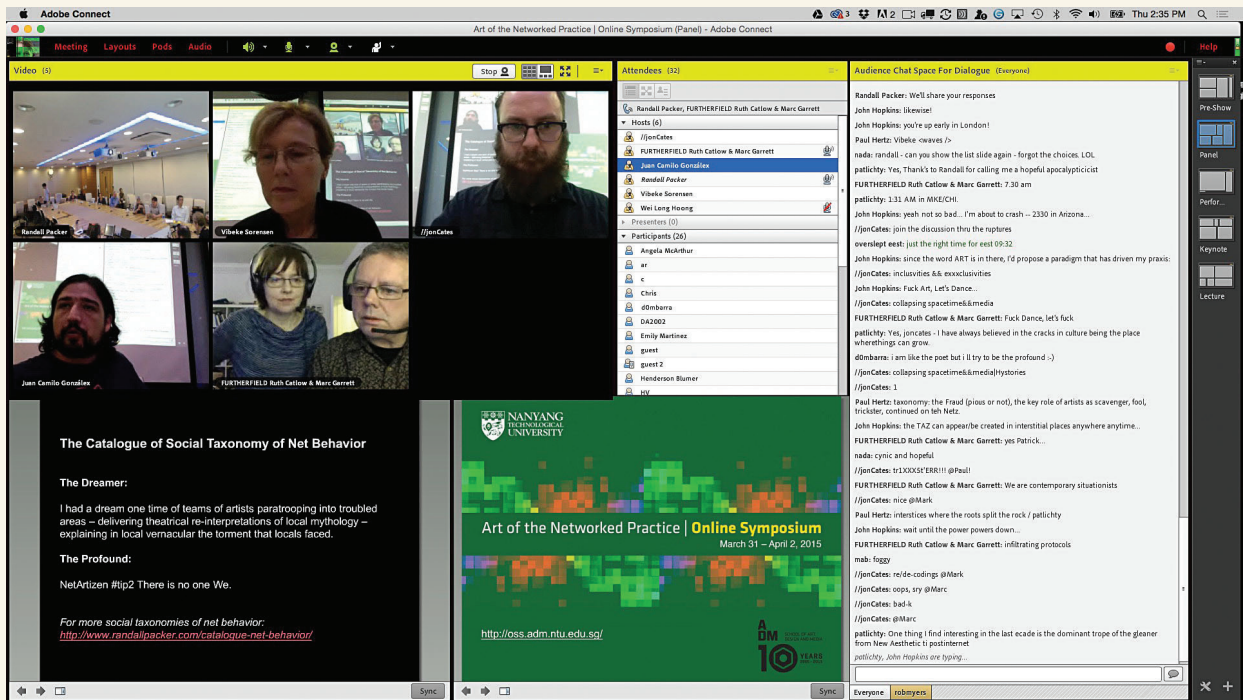 Adobe Connect
3
2
Thu 2:35 PM
Art of the Networked Practice | Online Symposium (Panel) - Adobe Connect
Meeting Layouts Pods Audio
Help
Video (5)
Stop
Randall Packer
Vibeke Sorensen
//jonCates
Juan Camilo González
FURTHERFIELD Ruth Catlow & Marc Garrett
Attendees (32)
Randall Packer, FURTHERFIELD Ruth Catlow & Marc Garrett
Hosts (6)
//jonCates
FURTHERFIELD Ruth Catlow & Marc Garrett
Juan Camilo González
Randall Packer
Vibeke Sorensen
Wei Long Hoong
Presenters (0)
Participants (26)
Angela McArthur
ar
c
Chris
d0mbarra
DA2002
Emily Martinez
guest
guest 2
Henderson Blumer
HV
The Catalogue of Social Taxonomy of Net Behavior
The Dreamer:
I had a dream one time of teams of artists paratrooping into troubled
areas – delivering theatrical re-interpretations of local mythology –
explaining in local vernacular the torment that locals faced.
The Profound:
NetArtizen #tip2 There is no one We.
For more social taxonomies of net behavior:
http://www.randallpacker.com/catalogue-net-behavior/
Sync
NANYANG
TECHNOLOGICAL
UNIVERSITY
Art of the Networked Practice | Online Symposium
March 31 – April 2, 2015
http://oss.adm.ntu.edu.sg/
A
DM
10 YEARS
Sync
Audience Chat Space For Dialogue (Everyone)
Randall Packer: We'll share your responses
John Hopkins: likewise!
John Hopkins: you're up early in London!
Paul Hertz: Vibeke <waves />
nada: randall - can you show the list slide again - forgot the choices. LOL
patlichty: Yes, Thank's to Randall for calling me a hopeful apocalypticicist
FURTHERFIELD Ruth Catlow & Marc Garrett: 7.30 am
patlichty: 1:31 AM in MKE/CHI.
John Hopkins: yeah not so bad... I'm about to crash -- 2330 in Arizona...
//jonCates: join the discussion thru the ruptures
overslept eest: just the right time for eest 09:32
John Hopkins: since the word ART is in there, I'd propose a paradigm that has driven my praxis:
//jonCates: inclusvities && exxxclusivities
John Hopkins: Fuck Art, Let's Dance...
//jonCates: collapsing spacetime&&media
FURTHERFIELD Ruth Catlow & Marc Garrett: Fuck Dance, let's fuck
patlichty: Yes, joncates - I have always believed in the cracks in culture being the place
wherethings can grow.
d0mbarra: i am like the poet but i ll try to be the profound :-)
//jonCates: collapsing spacetime&&media|Hystories
//jonCates: 1
Paul Hertz: taxonomy: the Fraud (pious or not), the key role of artists as scavenger, fool,
trickster, continued on teh Netz.
John Hopkins: the TAZ can appear/be created in interstitial places anywhere anytime...
FURTHERFIELD Ruth Catlow & Marc Garrett: yes Patrick...
nada: cynic and hopeful
//jonCates: tr1XXX5t'ERR!!! @Paul!
FURTHERFIELD Ruth Catlow & Marc Garrett: We are contemporary situationists
//jonCates: nice @Mark
Paul Hertz: interstices where the roots split the rock / patlichty
John Hopkins: wait until the power powers down...
FURTHERFIELD Ruth Catlow & Marc Garrett: infiltrating protocols
mab: foggy
//jonCates: re/de-codings @Mark
//jonCates: oops, sry @Marc
//jonCates: bad-k
//jonCates: @Marc
patlichty: One thing I find interesting in the last ecade is the dominant trope of the gleaner
from New Aesthetic ti postinternet
patlichty, John Hopkins are typing...
Everyone robmyers
Pre-Show
Panel
Perfor...
Keynote
Lecture